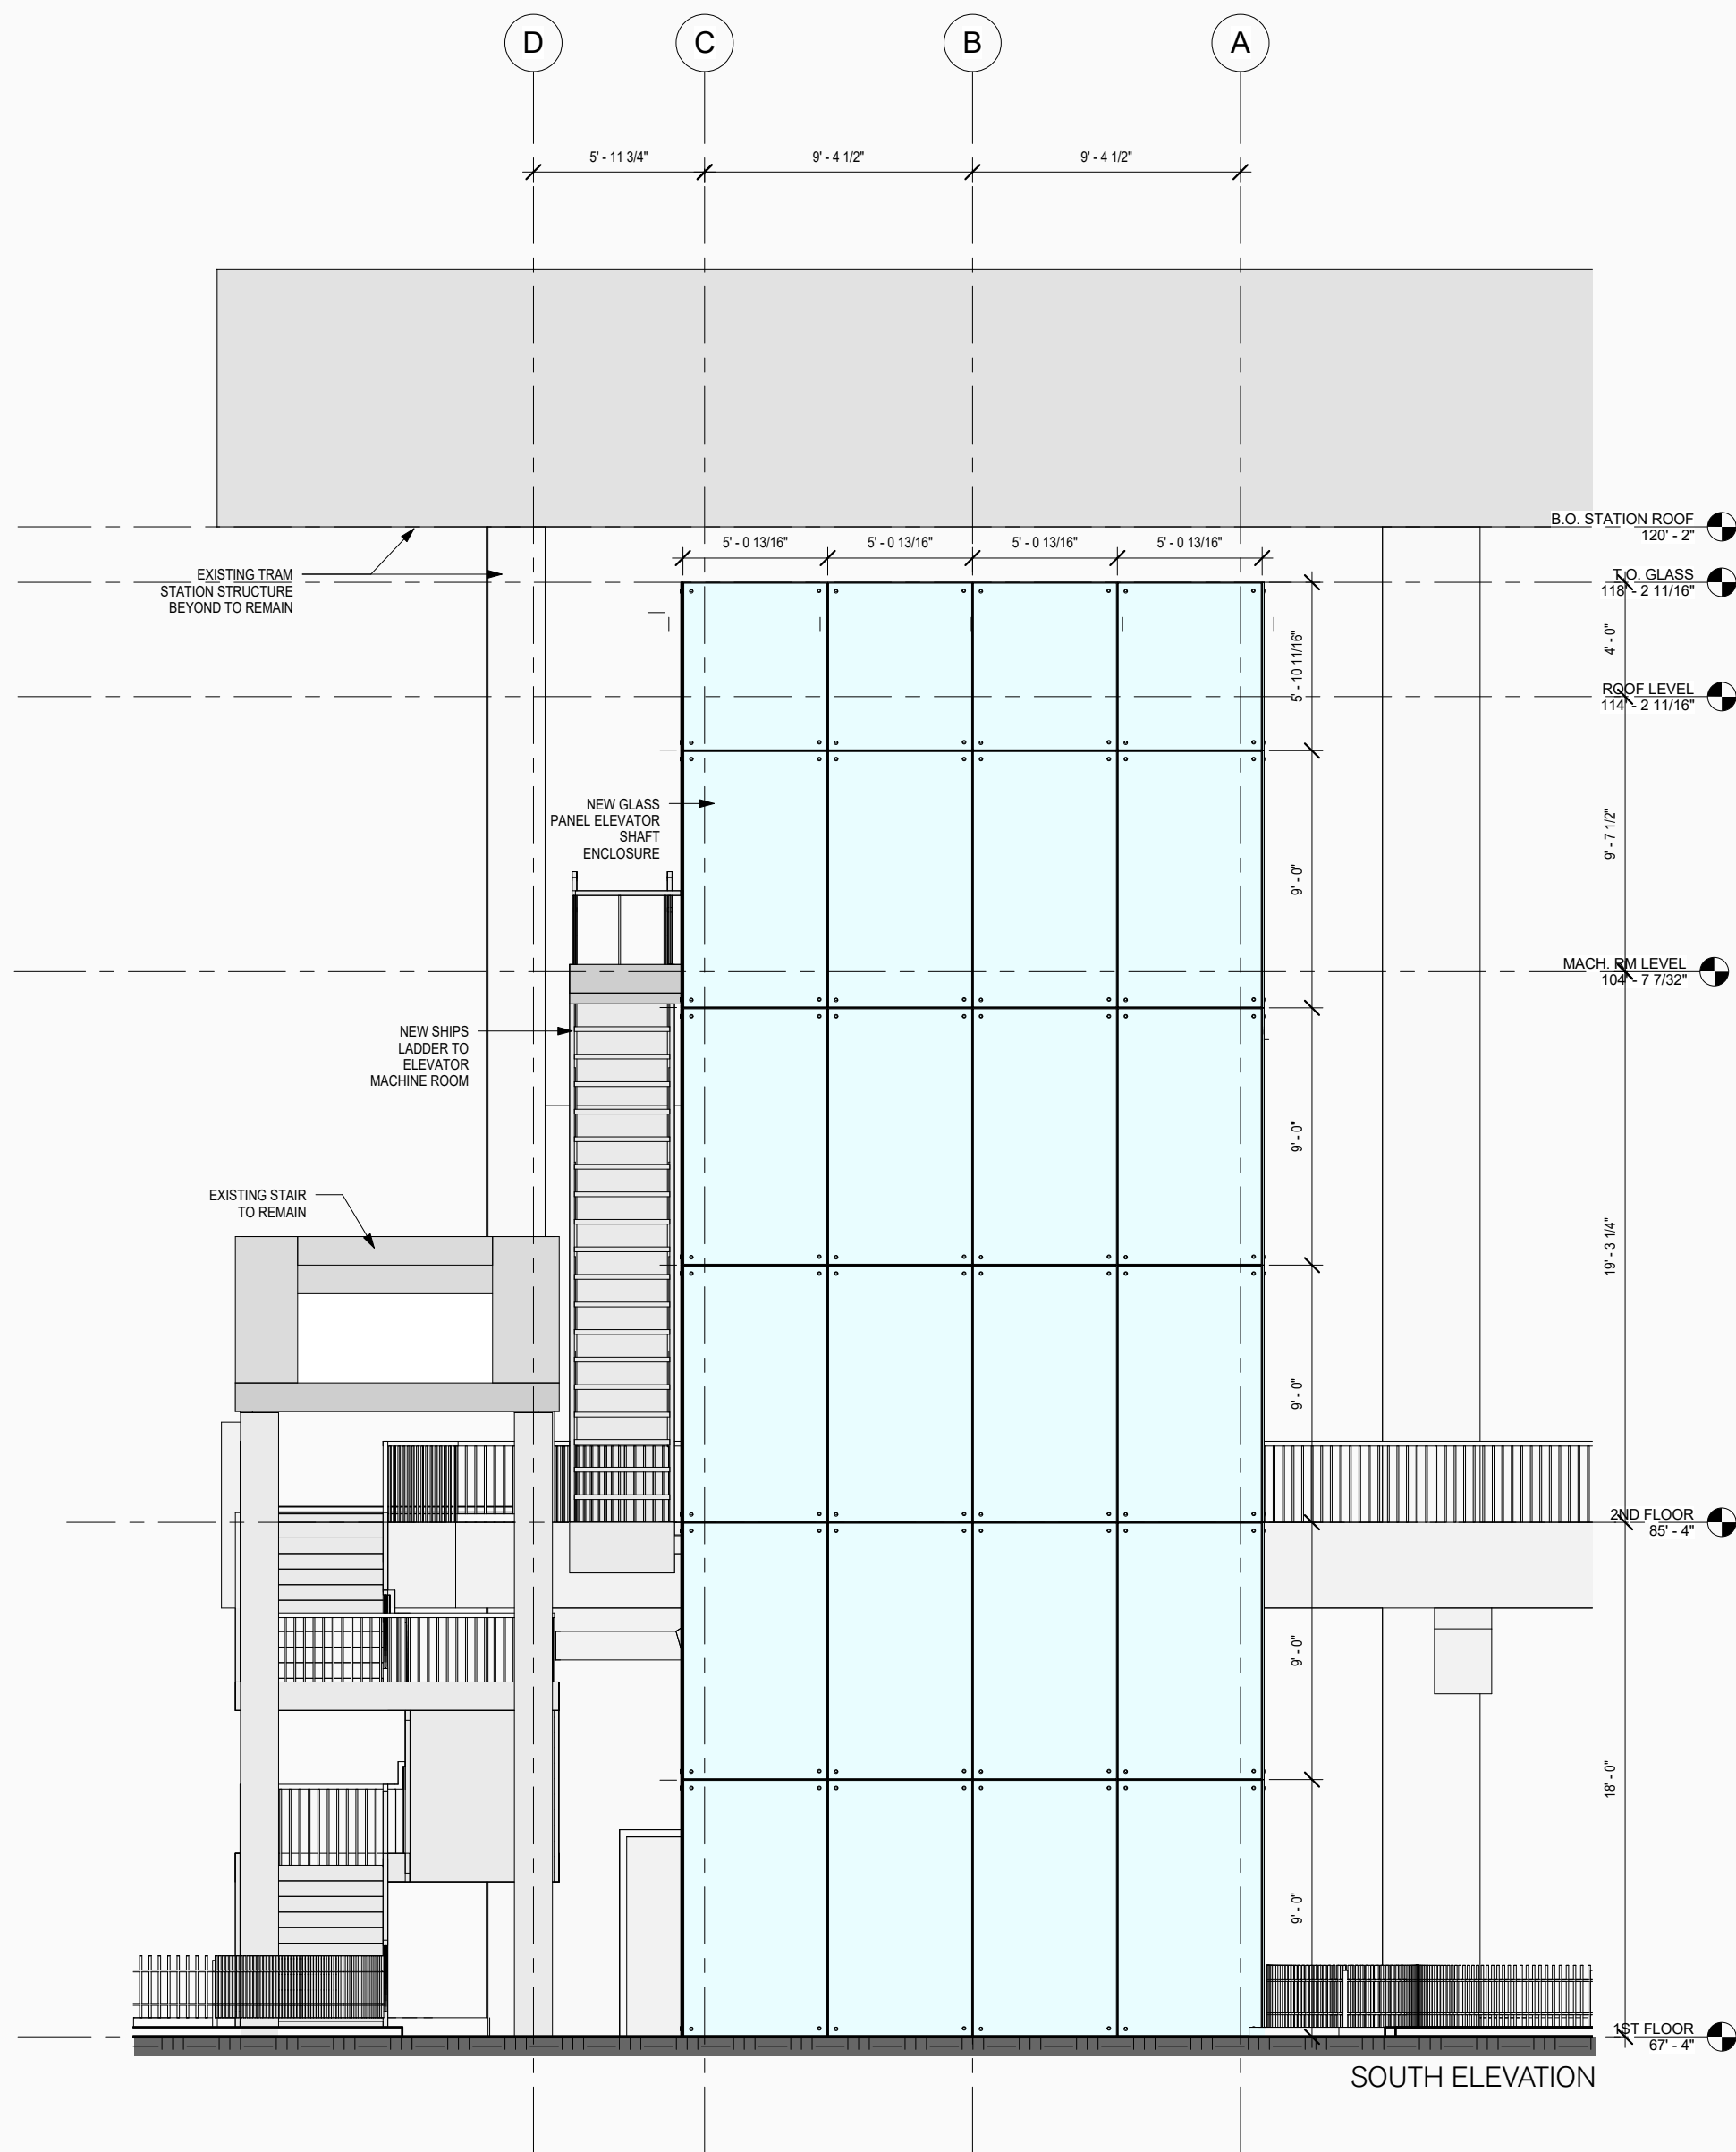 D
C
B
A
5' - 11 3/4"
9' - 4 1/2"
9' - 4 1/2"
B.O. STATION ROOF
120' - 2"
5' - 0 13/16"
5' - 0 13/16"
5' - 0 13/16"
5' - 0 13/16"
EXISTING TRAM
STATION STRUCTURE
BEYOND TO REMAIN
T.O. GLASS
118' - 2 11/16"
4' - 0"
5' - 10 11/16"
ROOF LEVEL
114' - 2 11/16"
NEW GLASS
PANEL ELEVATOR
SHAFT
ENCLOSURE
9' - 7 1/2"
9' - 0"
MACH. RM LEVEL
104' - 7 7/32"
NEW SHIPS
LADDER TO
ELEVATOR
MACHINE ROOM
9' - 0"
EXISTING STAIR
TO REMAIN
19' - 3 1/4"
9' - 0"
2ND FLOOR
85' - 4"
9' - 0"
18' - 0"
9' - 0"
1ST FLOOR
67' - 4"
SOUTH ELEVATION